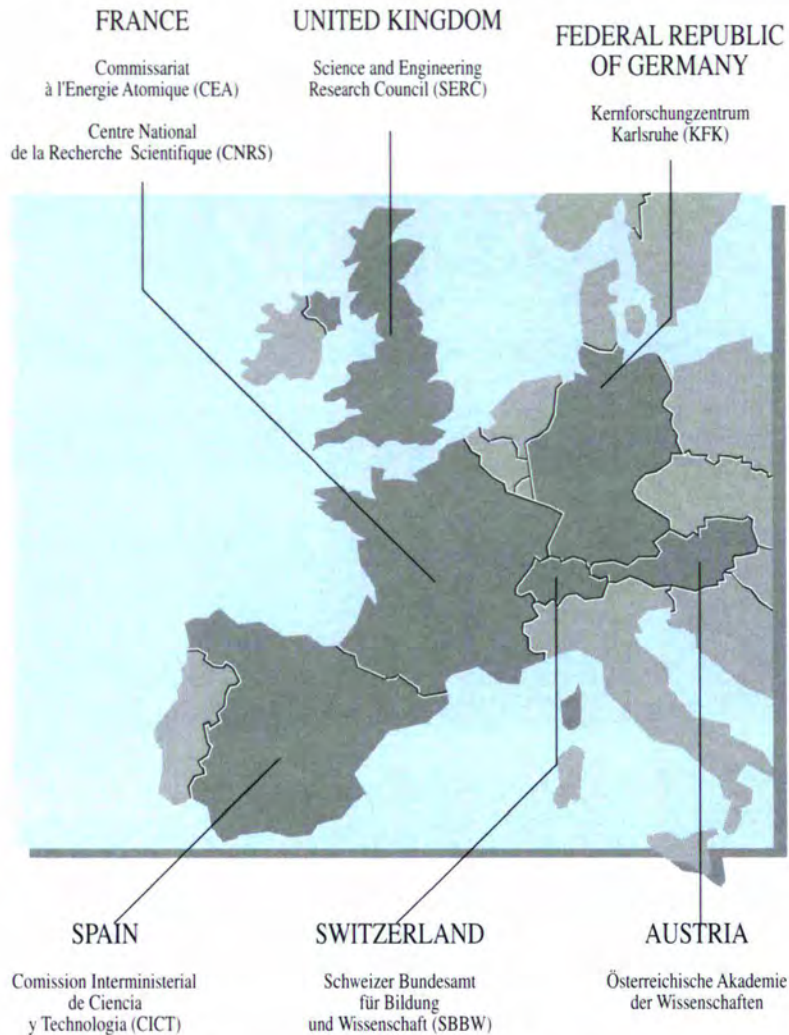 FRANCE
Commissariat
à l'Energie Atomique (CEA)
Centre National
de la Recherche Scientifique (CNRS)
UNITED KINGDOM
Science and Engineering
Research Council (SERC)
FEDERAL REPUBLIC
OF GERMANY
Kernforschungzentrum
Karlsruhe (KFK)
SPAIN
Comission Interministerial
de Ciencia
y Technologia (CICT)
SWITZERLAND
Schweizer Bundesamt
für Bildung
und Wissenschaft (SBBW)
AUSTRIA
Österreichische Akademie
der Wissenschaften